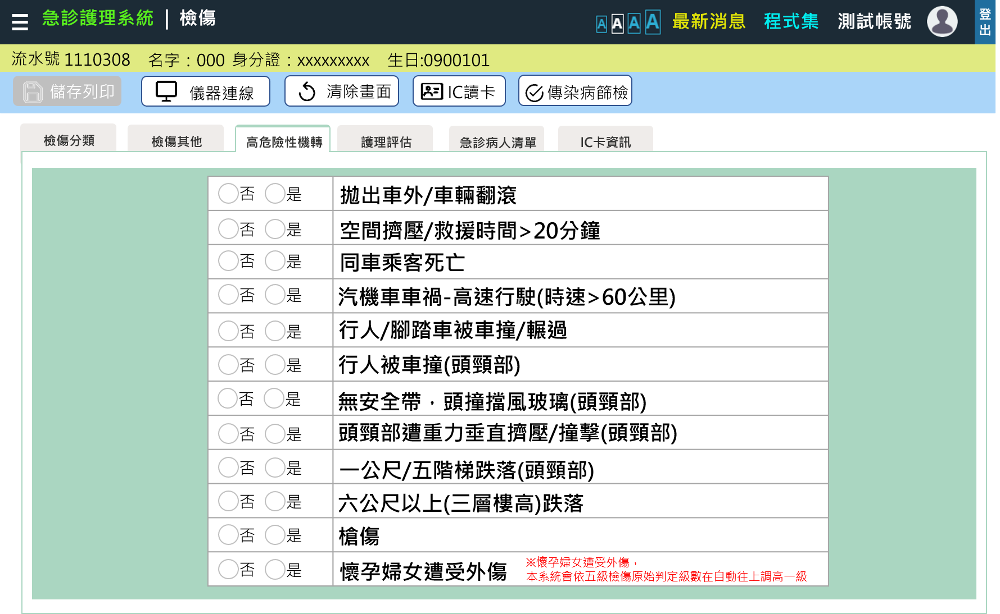 急診護理系統 | 檢傷
A A A A 最新消息 程式集 測試帳號 登出
流水號 1110308 名字：000 身分證：xxxxxxxxx 生日:0900101
儲存列印 儀器連線 清除畫面 IC讀卡 傳染病篩檢
檢傷分類 檢傷其他 高危險性機轉 護理評估 急診病人清單 IC卡資訊
否 是 拋出車外/車輛翻滾
否 是 空間擠壓/救援時間>20分鐘
否 是 同車乘客死亡
否 是 汽機車車禍-高速行駛(時速>60公里)
否 是 行人/腳踏車被車撞/輾過
否 是 行人被車撞(頭頸部)
否 是 無安全帶，頭撞擋風玻璃(頭頸部)
否 是 頭頸部遭重力垂直擠壓/撞擊(頭頸部)
否 是 一公尺/五階梯跌落(頭頸部)
否 是 六公尺以上(三層樓高)跌落
否 是 槍傷
否 是 懷孕婦女遭受外傷
※懷孕婦女遭受外傷，
本系統會依五級檢傷原始判定級數在自動往上調高一級